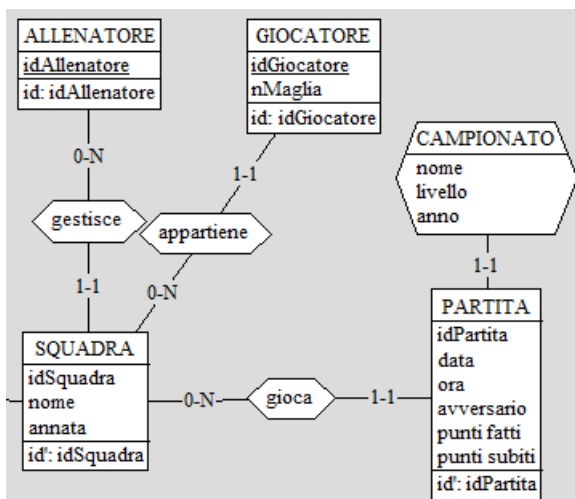 ALLENATORE
idAllenatore
id: idAllenatore
GIOCATORE
idGiocatore
nMaglia
id: idGiocatore
CAMPIONATO
nome
livello
anno
0-N
1-1
gestisce
appartiene
1-1
0-N
1-1
SQUADRA
idSquadra
nome
annata
id': idSquadra
0-N
gioca
1-1
PARTITA
idPartita
data
ora
avversario
punti fatti
punti subiti
id': idPartita